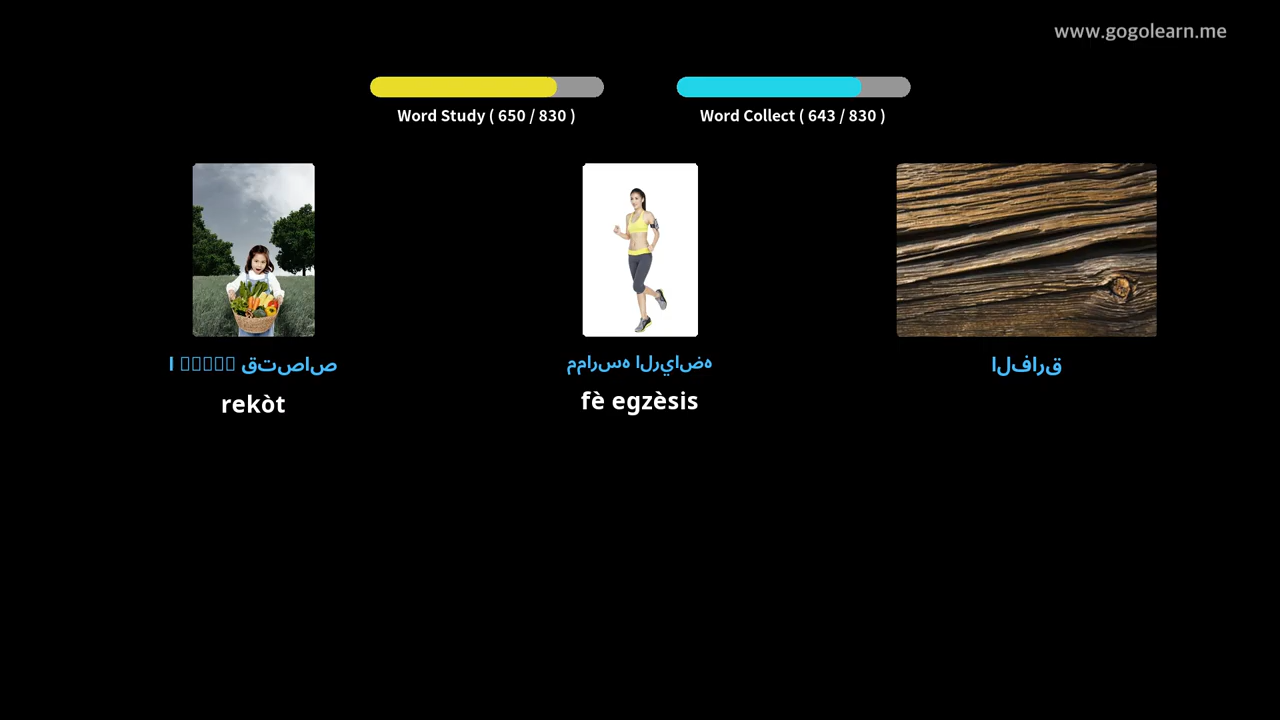 Word Study ( 650 / 830 )
Word Collect ( 643 / 830 )
ا قتصاص
ممارسه الرياضه
الفارق
rekòt
fè egzèsis
www.gogolearn.me